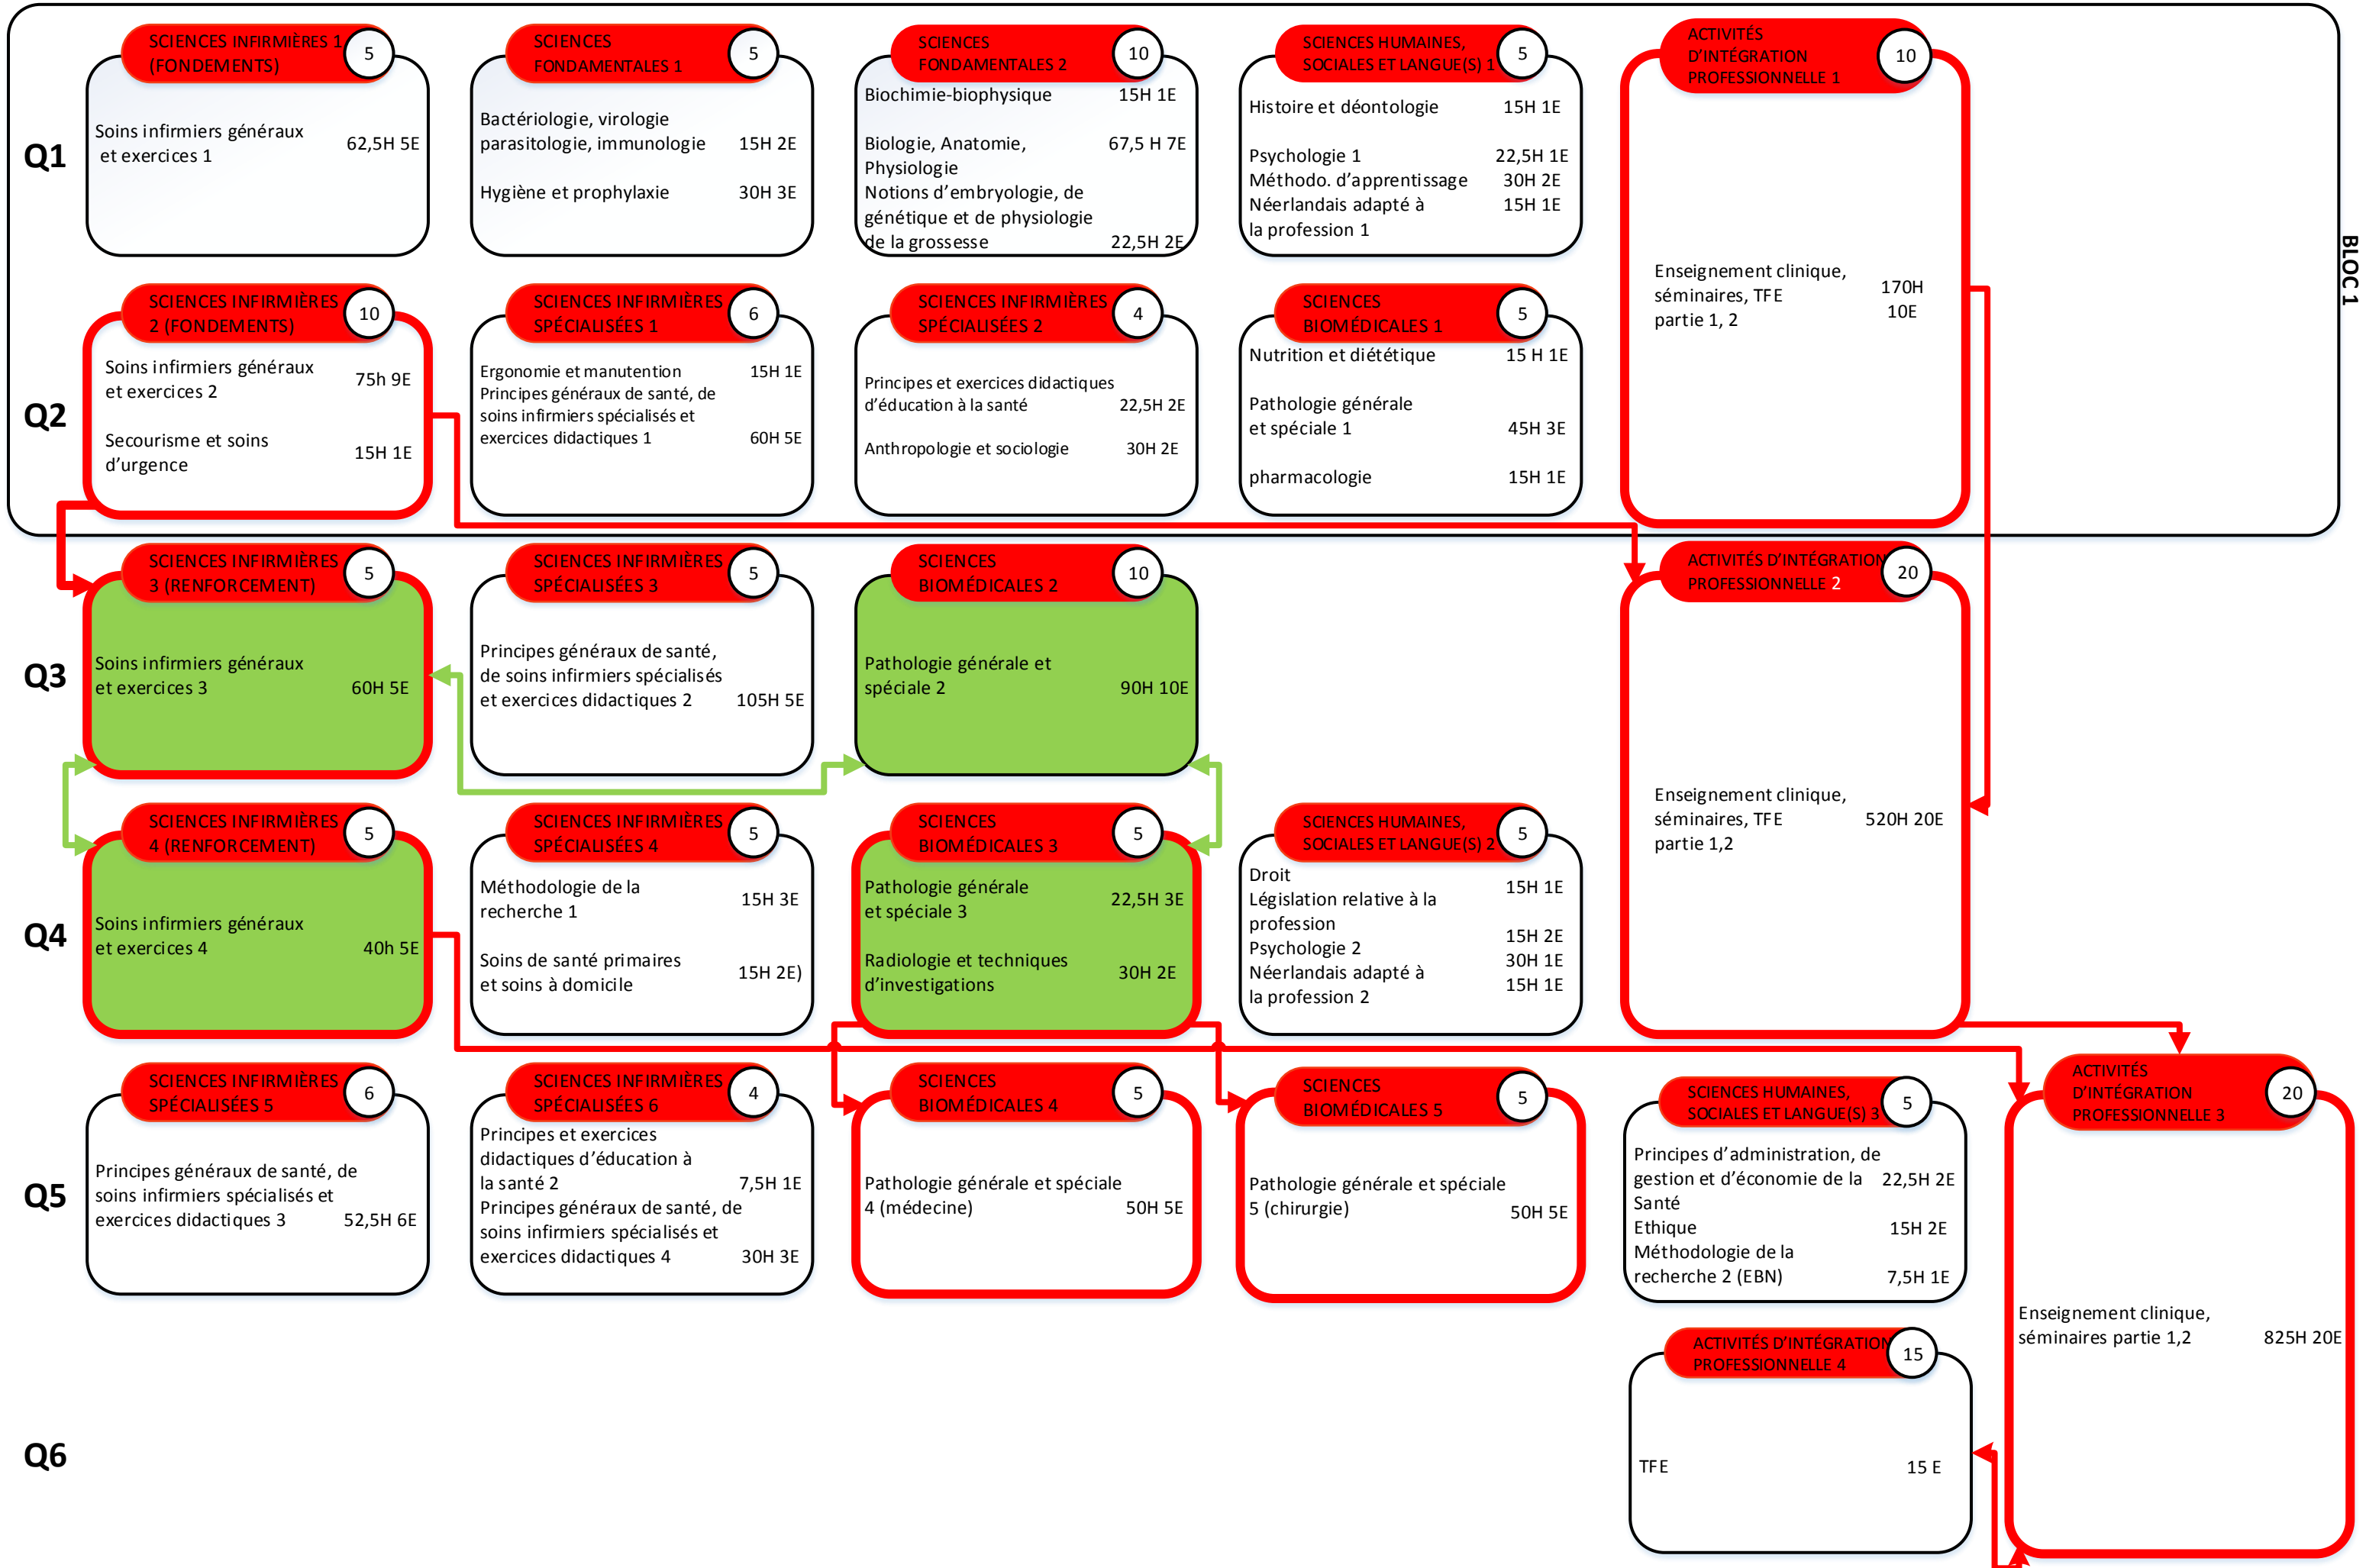 Q1
SCIENCES INFIRMIÈRES 1
(FONDEMENTS)
5
Soins infirmiers généraux
et exercices 1
62,5H 5E
SCIENCES
FONDAMENTALES 1
5
Bactériologie, virologie
parasitologie, immunologie 15H 2E
Hygiène et prophylaxie 30H 3E
SCIENCES
FONDAMENTALES 2
10
Biochimie-biophysique 15H 1E
Biologie, Anatomie, 67,5 H 7E
Physiologie
Notions d’embryologie, de
génétique et de physiologie
de la grossesse 22,5H 2E
SCIENCES HUMAINES,
SOCIALES ET LANGUE(S) 1
5
Histoire et déontologie 15H 1E
Psychologie 1 22,5H 1E
Méthodo. d’apprentissage 30H 2E
Néerlandais adapté à 15H 1E
la profession 1
ACTIVITÉS
D’INTÉGRATION
PROFESSIONNELLE 1
10
Enseignement clinique,
séminaires, TFE
partie 1, 2
170H
10E
BLOC 1
Q2
SCIENCES INFIRMIÈRES
2 (FONDEMENTS)
10
Soins infirmiers généraux
et exercices 2
75h 9E
Secourisme et soins
d’urgence
15H 1E
SCIENCES INFIRMIÈRES
SPÉCIALISÉES 1
6
Ergonomie et manutention 15H 1E
Principes généraux de santé, de
soins infirmiers spécialisés et
exercices didactiques 1 60H 5E
SCIENCES INFIRMIÈRES
SPÉCIALISÉES 2
4
Principes et exercices didactiques
d’éducation à la santé 22,5H 2E
Anthropologie et sociologie 30H 2E
SCIENCES
BIOMÉDICALES 1
5
Nutrition et diététique 15 H 1E
Pathologie générale
et spéciale 1 45H 3E
pharmacologie 15H 1E
Q3
SCIENCES INFIRMIÈRES
3 (RENFORCEMENT)
5
Soins infirmiers généraux
et exercices 3 60H 5E
SCIENCES INFIRMIÈRES
SPÉCIALISÉES 3
5
Principes généraux de santé,
de soins infirmiers spécialisés
et exercices didactiques 2 105H 5E
SCIENCES
BIOMÉDICALES 2
10
Pathologie générale et
spéciale 2 90H 10E
ACTIVITÉS D’INTÉGRATION
PROFESSIONNELLE 2
20
Enseignement clinique,
séminaires, TFE 520H 20E
partie 1,2
Q4
SCIENCES INFIRMIÈRES
4 (RENFORCEMENT)
5
Soins infirmiers généraux
et exercices 4 40h 5E
SCIENCES INFIRMIÈRES
SPÉCIALISÉES 4
5
Méthodologie de la
recherche 1
15H 3E
Soins de santé primaires
et soins à domicile
15H 2E)
SCIENCES
BIOMÉDICALES 3
5
Pathologie générale
et spéciale 3
22,5H 3E
Radiologie et techniques
d’investigations
30H 2E
SCIENCES HUMAINES,
SOCIALES ET LANGUE(S) 2
5
Droit
15H 1E
Législation relative à la
profession
15H 2E
Psychologie 2
30H 1E
Néerlandais adapté à
15H 1E
la profession 2
Q5
SCIENCES INFIRMIÈRES
SPÉCIALISÉES 5
6
Principes généraux de santé, de
soins infirmiers spécialisés et
exercices didactiques 3 52,5H 6E
SCIENCES INFIRMIÈRES
SPÉCIALISÉES 6
4
Principes et exercices
didactiques d’éducation à
la santé 2 7,5H 1E
Principes généraux de santé, de
soins infirmiers spécialisés et
exercices didactiques 4 30H 3E
SCIENCES
BIOMÉDICALES 4
5
Pathologie générale et spéciale
4 (médecine) 50H 5E
SCIENCES
BIOMÉDICALES 5
5
Pathologie générale et spéciale
5 (chirurgie) 50H 5E
SCIENCES HUMAINES,
SOCIALES ET LANGUE(S) 3
5
Principes d’administration, de
gestion et d’économie de la 22,5H 2E
Santé
Ethique 15H 2E
Méthodologie de la
recherche 2 (EBN) 7,5H 1E
ACTIVITÉS
D’INTÉGRATION
PROFESSIONNELLE 3
20
Enseignement clinique,
séminaires partie 1,2 825H 20E
Q6
ACTIVITÉS D’INTÉGRATION
PROFESSIONNELLE 4
15
TFE 15 E